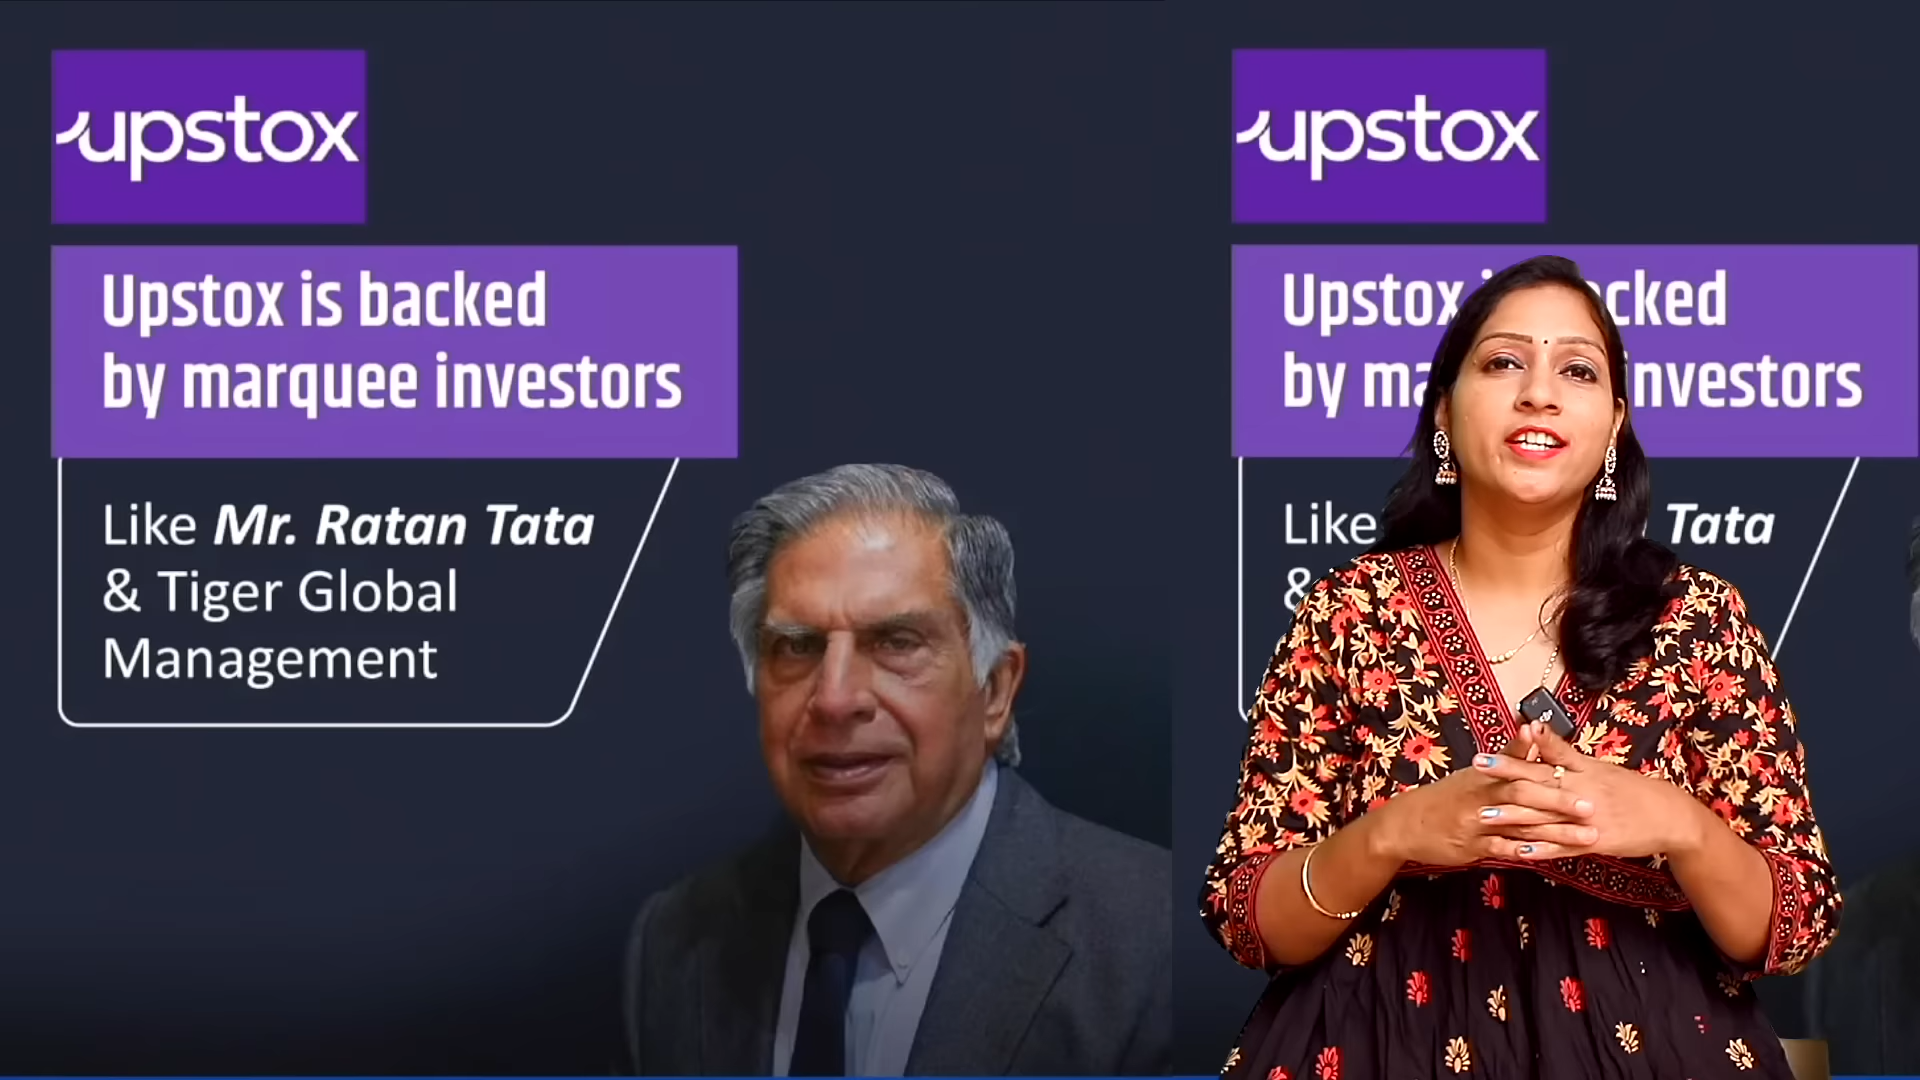 upstox
Upstox is backed
by marquee investors
Like Mr. Ratan Tata
& Tiger Global
Management
upstox
Upstox cked
by ma nvestors
Like Tata
&